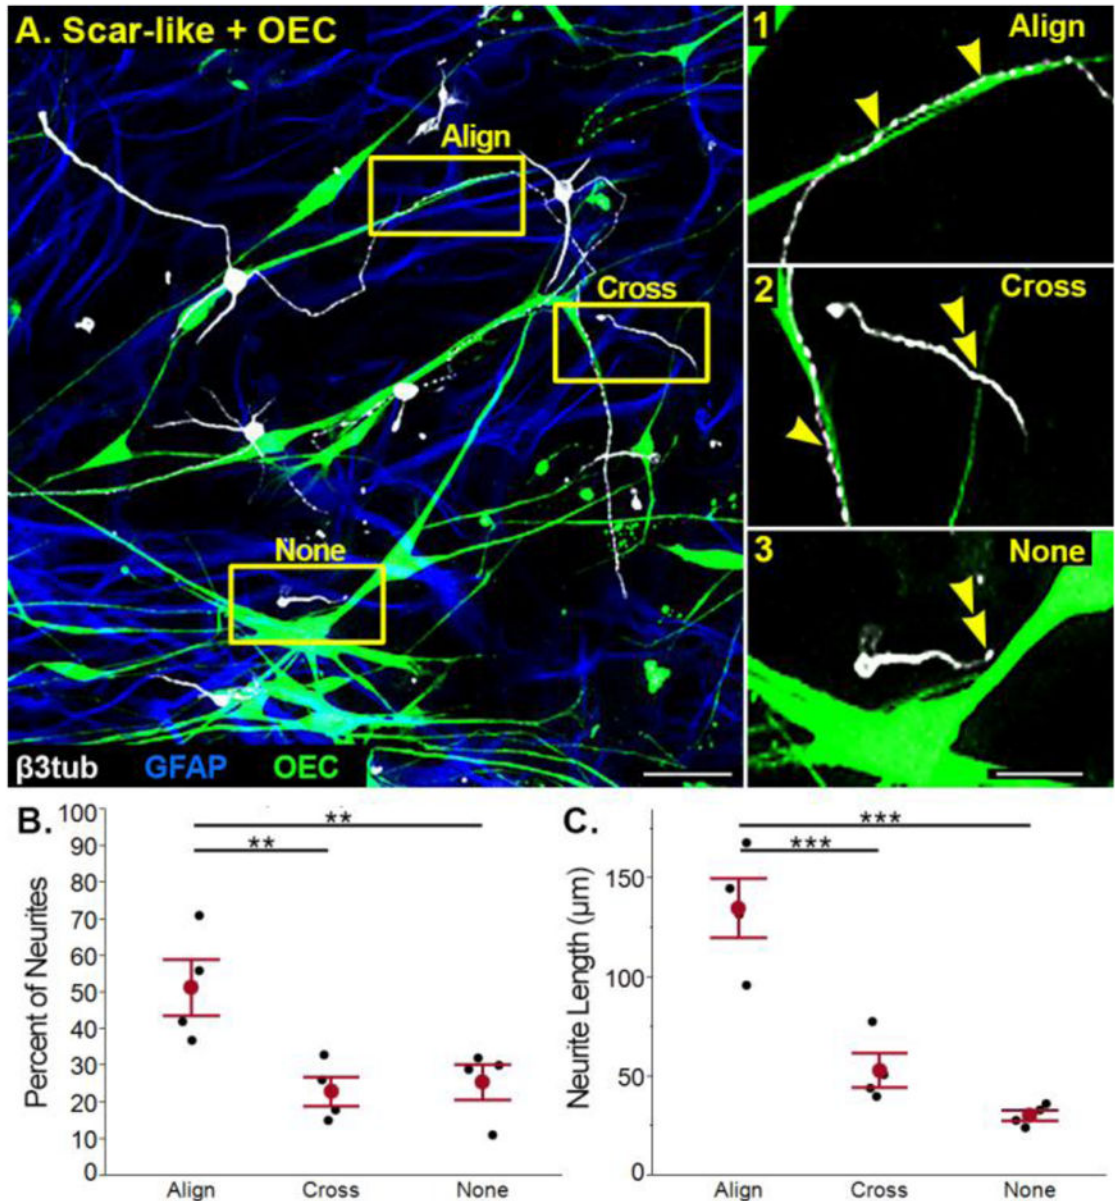 A. Scar-like + OEC
Align
Cross
None
β3tub GFAP OEC
1 Align
2 Cross
3 None
B.
**
**
Percent of Neurites
100
90
80
70
60
50
40
30
20
10
0
Align Cross None
C.
***
***
Neurite Length (µm)
150
100
50
0
Align Cross None